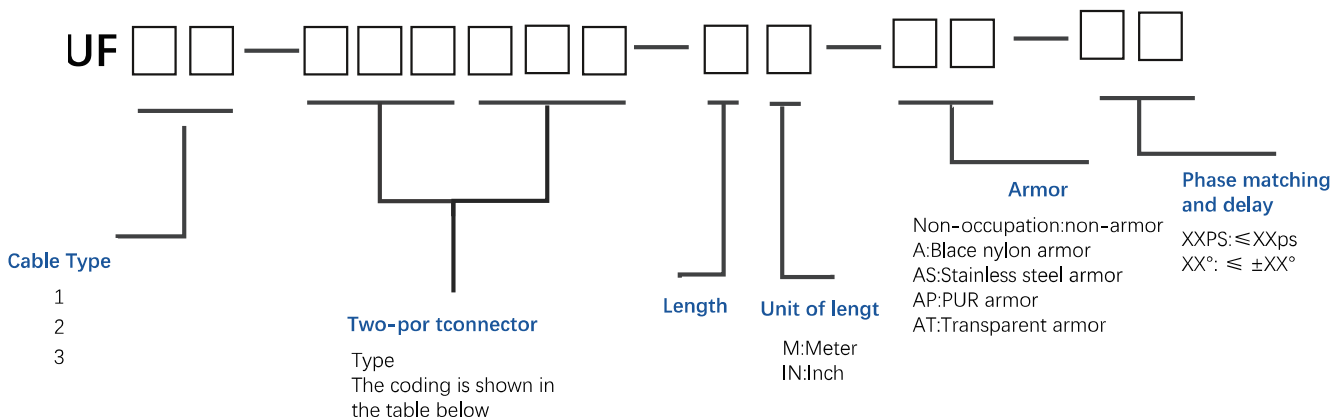 UF
Cable Type
1
2
3
Two-por tconnector
Type
The coding is shown in
the table below
Length
Unit of lengt
M:Meter
IN:Inch
Armor
Non-occupation:non-armor
A:Blace nylon armor
AS:Stainless steel armor
AP:PUR armor
AT:Transparent armor
Phase matching
and delay
XXPS:≤XXps
XX°: ≤ ±XX°